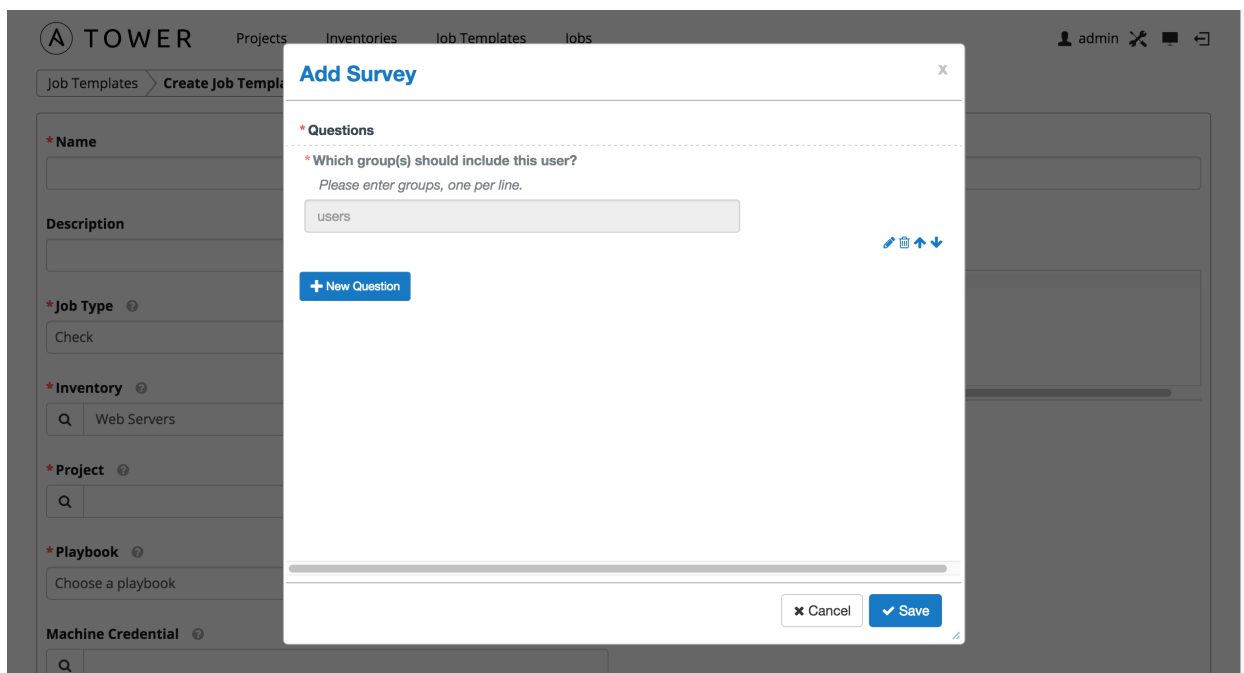 A TOWER Projects Inventories Job Templates Jobs admin
Job Templates Create Job Templa
Add Survey x
* Questions
* Which group(s) should include this user?
Please enter groups, one per line.
users
New Question
Cancel Save
* Name
Description
* Job Type ?
Check
* Inventory ?
Web Servers
* Project ?
* Playbook ?
Choose a playbook
Machine Credential ?